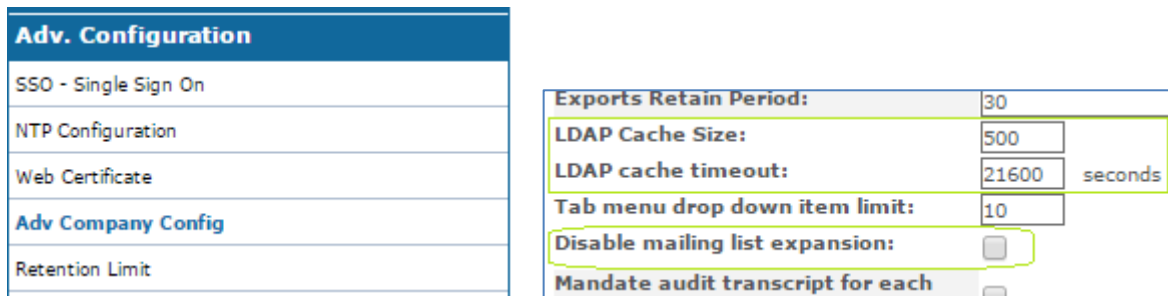 Adv. Configuration
SSO - Single Sign On
NTP Configuration
Web Certificate
Adv Company Config
Retention Limit
Exports Retain Period: 30
LDAP Cache Size: 500
LDAP cache timeout: 21600 seconds
Tab menu drop down item limit: 10
Disable mailing list expansion:
Mandate audit transcript for each